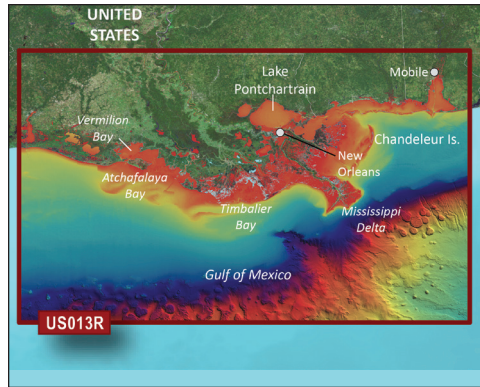 UNITED
STATES
Lake
Pontchartrain
Mobile
Vermilion
Bay
Chandeleur Is.
New
Orleans
Atchafalaya
Bay
Timbalier
Bay
Mississippi
Delta
Gulf of Mexico
US013R